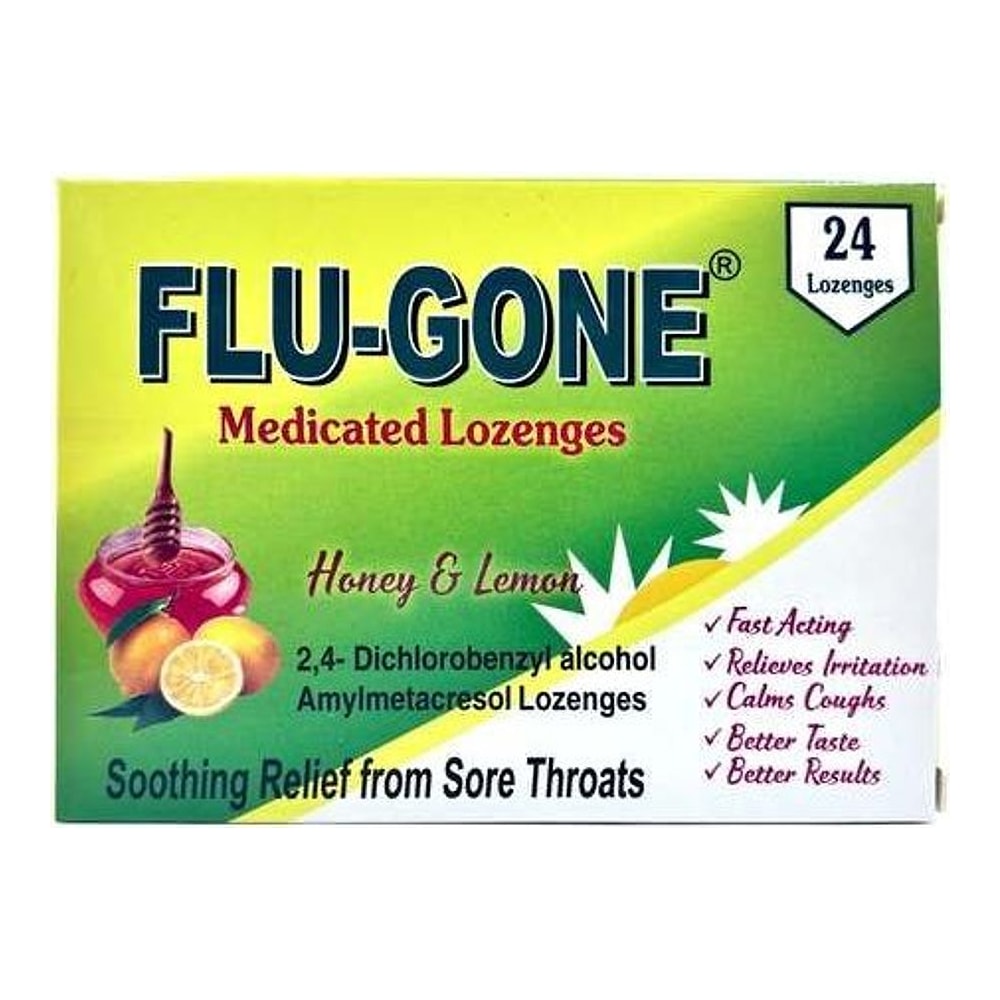 24
Lozenges
FLU-GONE®
Medicated Lozenges
Honey & Lemon
2,4- Dichlorobenzyl alcohol
Amylmetacresol Lozenges
Soothing Relief from Sore Throats
✓ Fast Acting
✓ Relieves Irritation
✓ Calms Coughs
✓ Better Taste
✓ Better Results